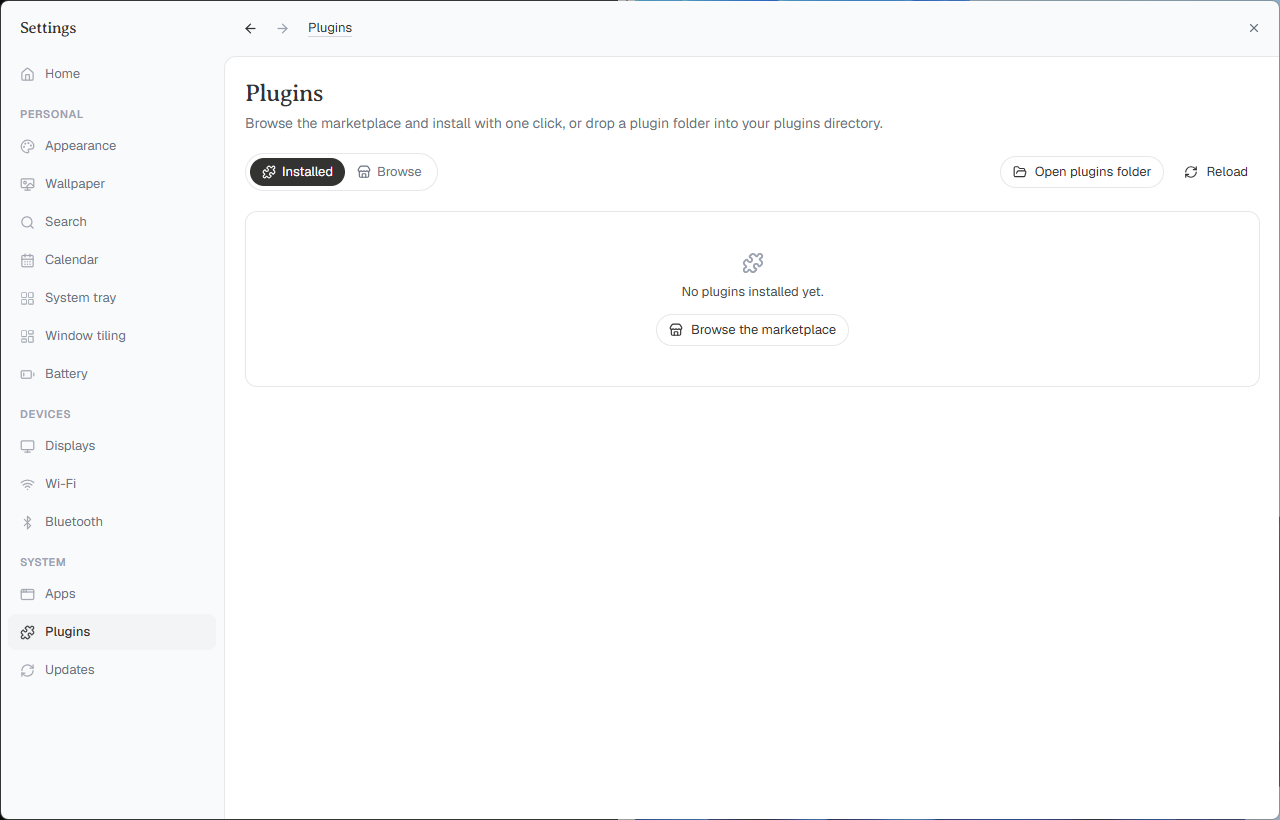 Settings
Plugins
Home
PERSONAL
Appearance
Wallpaper
Search
Calendar
System tray
Window tiling
Battery
DEVICES
Displays
Wi-Fi
Bluetooth
SYSTEM
Apps
Plugins
Updates
Plugins
Browse the marketplace and install with one click, or drop a plugin folder into your plugins directory.
Installed
Browse
Open plugins folder
Reload
No plugins installed yet.
Browse the marketplace